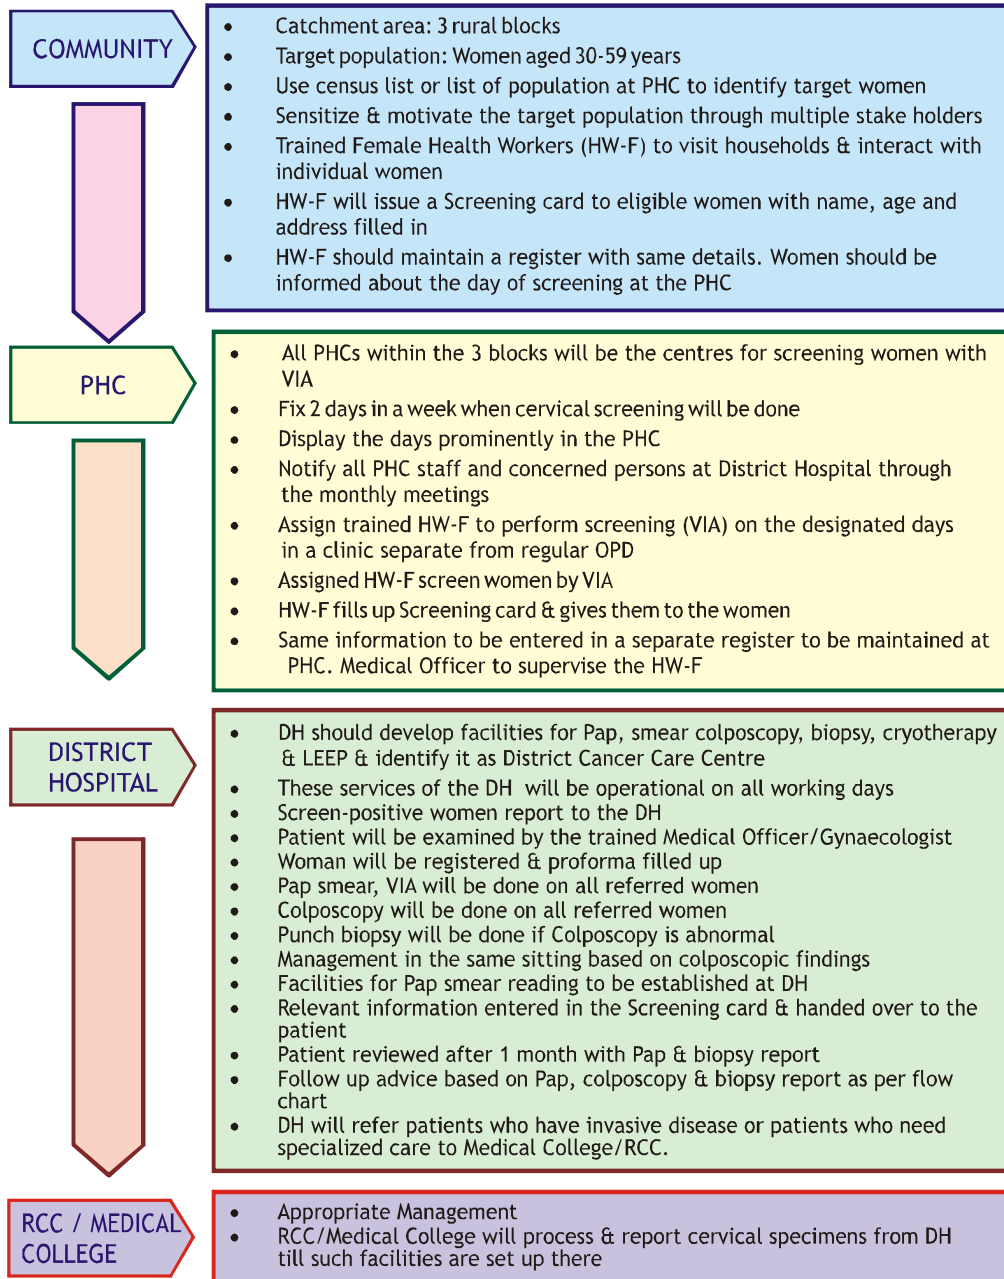 COMMUNITY
• Catchment area: 3 rural blocks
• Target population: Women aged 30-59 years
• Use census list or list of population at PHC to identify target women
• Sensitize & motivate the target population through multiple stake holders
• Trained Female Health Workers (HW-F) to visit households & interact with
individual women
• HW-F will issue a Screening card to eligible women with name, age and
address filled in
• HW-F should maintain a register with same details. Women should be
informed about the day of screening at the PHC
PHC
• All PHCs within the 3 blocks will be the centres for screening women with
VIA
• Fix 2 days in a week when cervical screening will be done
• Display the days prominently in the PHC
• Notify all PHC staff and concerned persons at District Hospital through
the monthly meetings
• Assign trained HW-F to perform screening (VIA) on the designated days
in a clinic separate from regular OPD
• Assigned HW-F screen women by VIA
• HW-F fills up Screening card & gives them to the women
• Same information to be entered in a separate register to be maintained at
PHC. Medical Officer to supervise the HW-F
DISTRICT
HOSPITAL
• DH should develop facilities for Pap, smear colposcopy, biopsy, cryotherapy
& LEEP & identify it as District Cancer Care Centre
• These services of the DH will be operational on all working days
• Screen-positive women report to the DH
• Patient will be examined by the trained Medical Officer/Gynaecologist
• Woman will be registered & proforma filled up
• Pap smear, VIA will be done on all referred women
• Colposcopy will be done on all referred women
• Punch biopsy will be done if Colposcopy is abnormal
• Management in the same sitting based on colposcopic findings
• Facilities for Pap smear reading to be established at DH
• Relevant information entered in the Screening card & handed over to the
patient
• Patient reviewed after 1 month with Pap & biopsy report
• Follow up advice based on Pap, colposcopy & biopsy report as per flow
chart
• DH will refer patients who have invasive disease or patients who need
specialized care to Medical College/RCC.
RCC / MEDICAL
COLLEGE
• Appropriate Management
• RCC/Medical College will process & report cervical specimens from DH
till such facilities are set up there